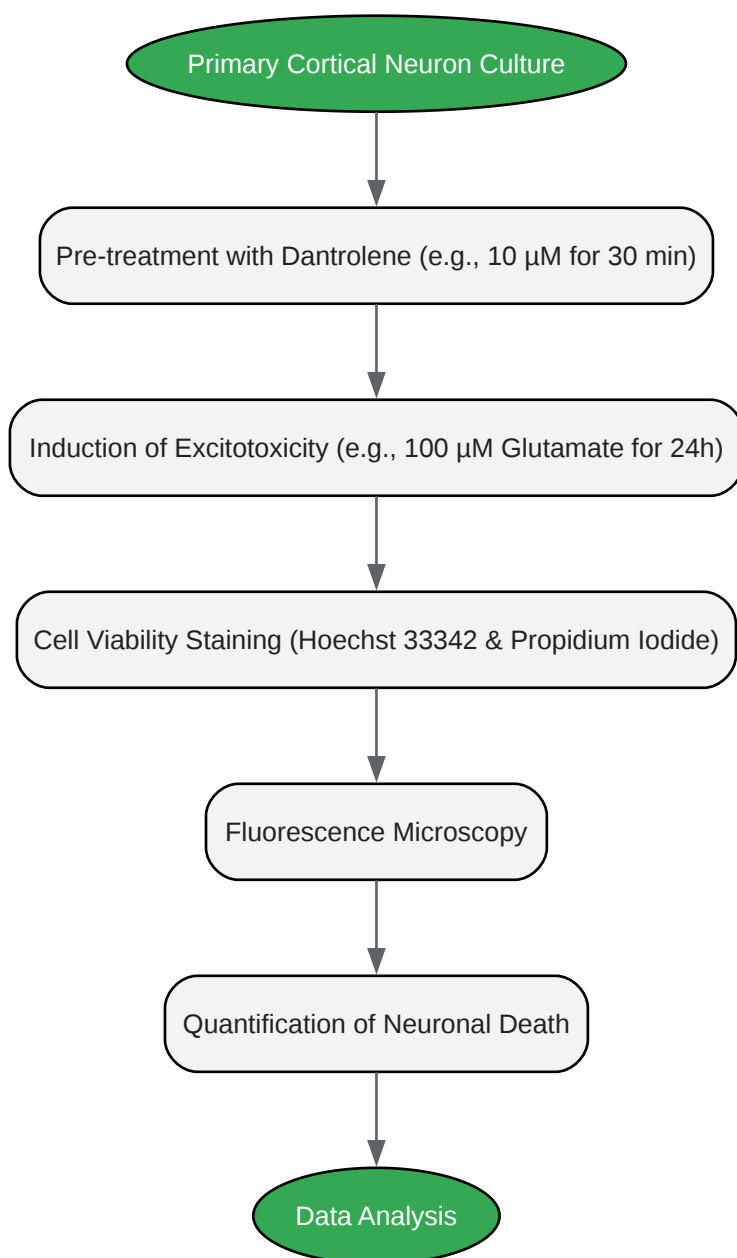 Primary Cortical Neuron Culture
Pre-treatment with Dantrolene (e.g., 10 µM for 30 min)
Induction of Excitotoxicity (e.g., 100 µM Glutamate for 24h)
Cell Viability Staining (Hoechst 33342 & Propidium Iodide)
Fluorescence Microscopy
Quantification of Neuronal Death
Data Analysis